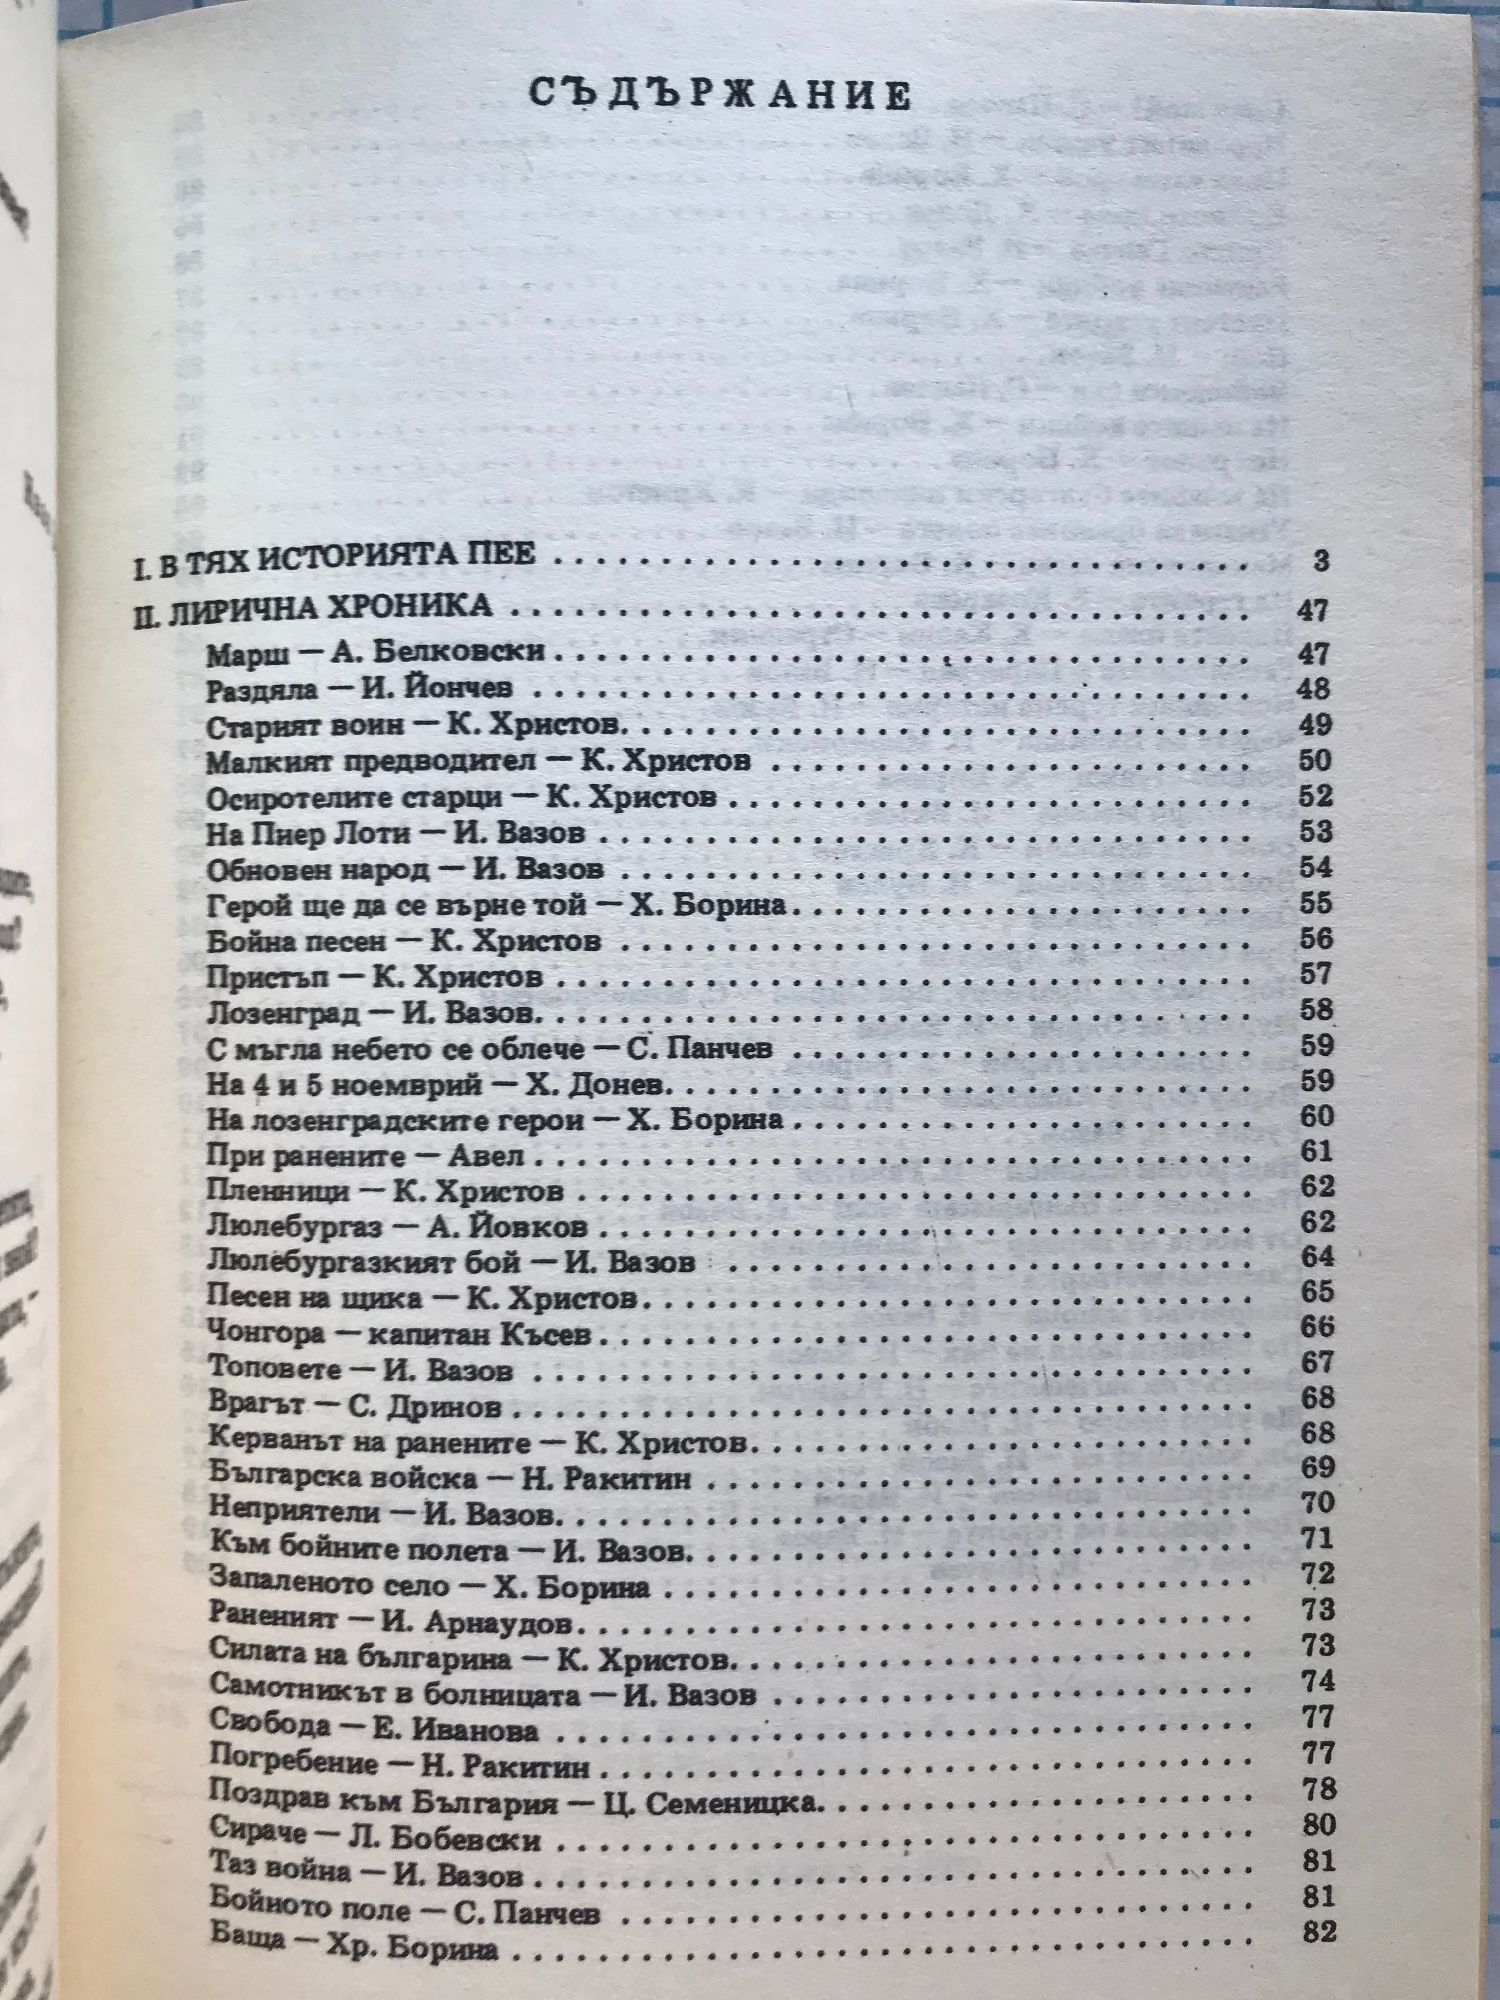 СЪДЪРЖАНИЕ
I. В ТЯХ ИСТОРИЯТА ПЕЕ . . . . . . . . . . . . . . . . . . . . 3
II. ЛИРИЧНА ХРОНИКА . . . . . . . . . . . . . . . . . . . . 47
Марш — А. Белковски . . . . . . . . . . . . . . . . . . . . 47
Раздяла — И. Йончев . . . . . . . . . . . . . . . . . . . . 48
Старият воин — К. Христов . . . . . . . . . . . . . . . . . . . . 49
Малкият предводител — К. Христов . . . . . . . . . . . . . . . . . . . . 50
Осиротелите старци — К. Христов . . . . . . . . . . . . . . . . . . . . 52
На Пиер Лоти — И. Вазов . . . . . . . . . . . . . . . . . . . . 53
Обновен народ — И. Вазов . . . . . . . . . . . . . . . . . . . . 54
Герой ще да се върне той — Х. Борина . . . . . . . . . . . . . . . . . . . . 55
Бойна песен — К. Христов . . . . . . . . . . . . . . . . . . . . 56
Пристъп — К. Христов . . . . . . . . . . . . . . . . . . . . 57
Лозенград — И. Вазов . . . . . . . . . . . . . . . . . . . . 58
С мъгла небето се облече — С. Панчев . . . . . . . . . . . . . . . . . . . . 59
На 4 и 5 ноемврий — Х. Донев . . . . . . . . . . . . . . . . . . . . 59
На лозенградските герои — Х. Борина . . . . . . . . . . . . . . . . . . . . 60
При ранените — Авел . . . . . . . . . . . . . . . . . . . . 61
Пленници — К. Христов . . . . . . . . . . . . . . . . . . . . 62
Люлебургаз — А. Йовков . . . . . . . . . . . . . . . . . . . . 62
Люлебургазкият бой — И. Вазов . . . . . . . . . . . . . . . . . . . . 64
Песен на щика — К. Христов . . . . . . . . . . . . . . . . . . . . 65
Чонгора — капитан Късев . . . . . . . . . . . . . . . . . . . . 66
Топовете — И. Вазов . . . . . . . . . . . . . . . . . . . . 67
Врагът — С. Дринов . . . . . . . . . . . . . . . . . . . . 68
Керванът на ранените — К. Христов . . . . . . . . . . . . . . . . . . . . 68
Българска войска — Н. Ракитин . . . . . . . . . . . . . . . . . . . . 69
Неприятели — И. Вазов . . . . . . . . . . . . . . . . . . . . 70
Към бойните полета — И. Вазов . . . . . . . . . . . . . . . . . . . . 71
Запаленото село — Х. Борина . . . . . . . . . . . . . . . . . . . . 72
Раненият — И. Арнаудов . . . . . . . . . . . . . . . . . . . . 73
Силата на българина — К. Христов . . . . . . . . . . . . . . . . . . . . 73
Самотникът в болницата — И. Вазов . . . . . . . . . . . . . . . . . . . . 74
Свобода — Е. Иванова . . . . . . . . . . . . . . . . . . . . 77
Погребение — Н. Ракитин . . . . . . . . . . . . . . . . . . . . 77
Поздрав към България — Ц. Семеницка . . . . . . . . . . . . . . . . . . . . 78
Сираче — Л. Бобевски . . . . . . . . . . . . . . . . . . . . 80
Таз война — И. Вазов . . . . . . . . . . . . . . . . . . . . 81
Бойното поле — С. Панчев . . . . . . . . . . . . . . . . . . . . 81
Баща — Хр. Борина . . . . . . . . . . . . . . . . . . . . 82